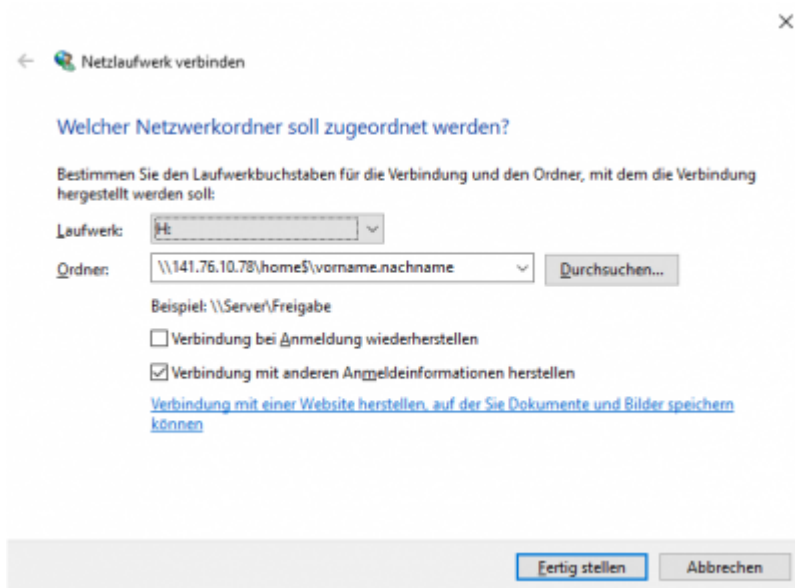 Netzlaufwerk verbinden
Welcher Netzwerkordner soll zugeordnet werden?
Bestimmen Sie den Laufwerkbuchstaben für die Verbindung und den Ordner, mit dem die Verbindung
hergestellt werden soll:
Laufwerk: H:
Ordner: \\141.76.10.78\home$\vorname.nachname Durchsuchen...
Beispiel: \\Server\Freigabe
Verbindung bei Anmeldung wiederherstellen
Verbindung mit anderen Anmeldeinformationen herstellen
Verbindung mit einer Website herstellen, auf der Sie Dokumente und Bilder speichern
können
Fertig stellen Abbrechen